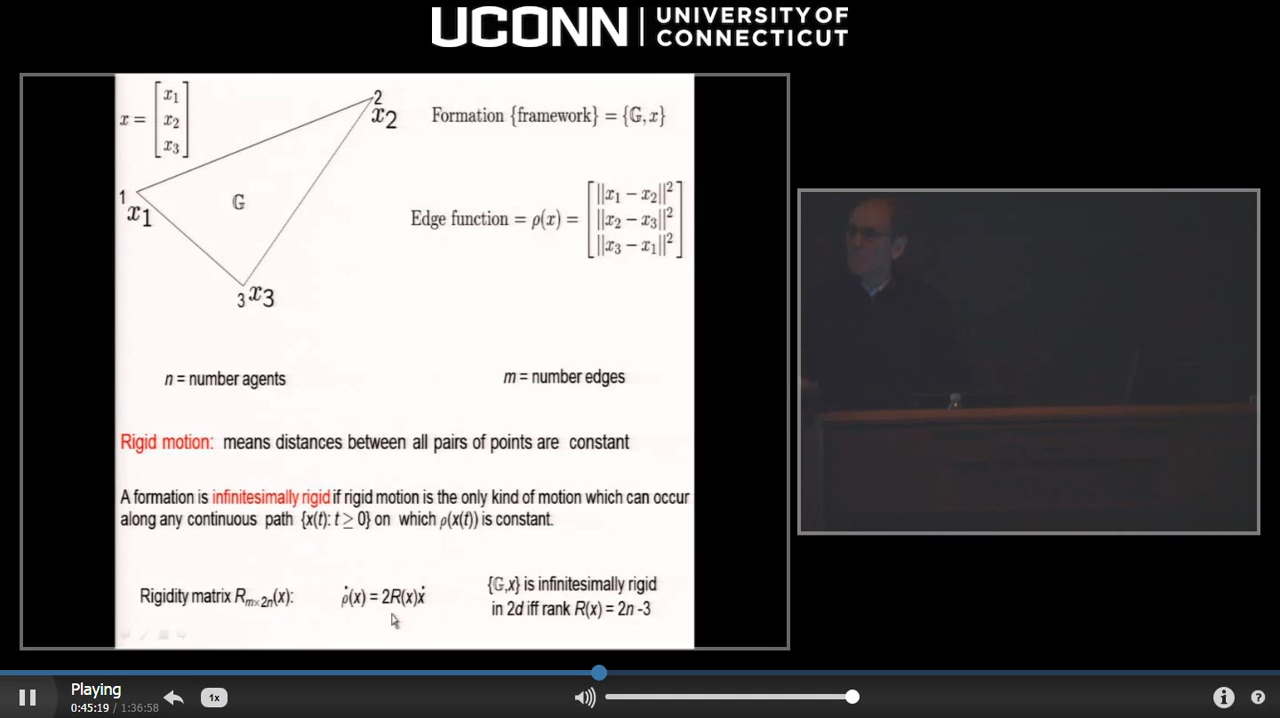 UCONN | UNIVERSITY OF
CONNECTICUT
x = [x₁ x₂ x₃]
2
x₂
Formation {framework} = {𝔾, x}
1
x₁
𝔾
Edge function = ρ(x) = [||x₁ − x₂||² ||x₂ − x₃||² ||x₃ − x₁||²]
3 x₃
n = number agents
m = number edges
Rigid motion: means distances between all pairs of points are constant
A formation is infinitesimally rigid if rigid motion is the only kind of motion which can occur
along any continuous path {x(t): t ≥ 0} on which ρ(x(t)) is constant.
Rigidity matrix Rₘₓ₂ₙ(x):
ρ̇(x) = 2R(x)ẋ
{𝔾,x} is infinitesimally rigid
in 2d iff rank R(x) = 2n -3
Playing
0:45:19 / 1:36:58
1x